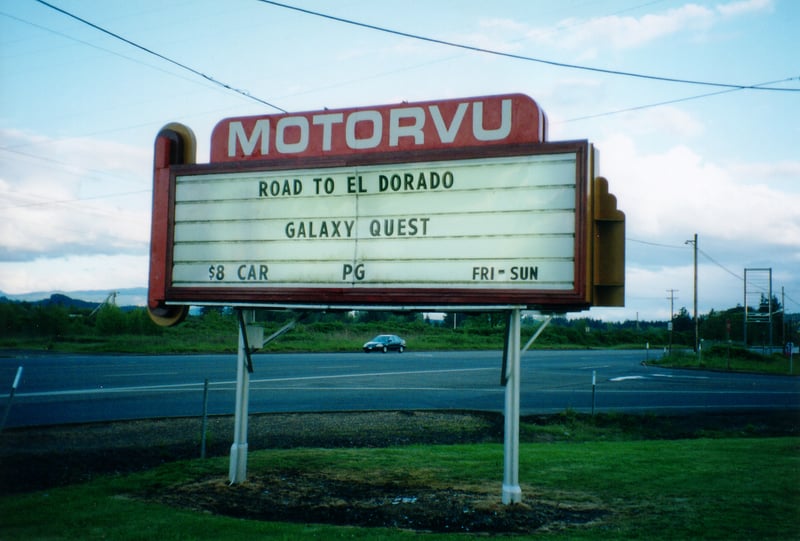 MOTORVU
ROAD TO EL DORADO
GALAXY QUEST
$8 CAR PG FRI-SUN